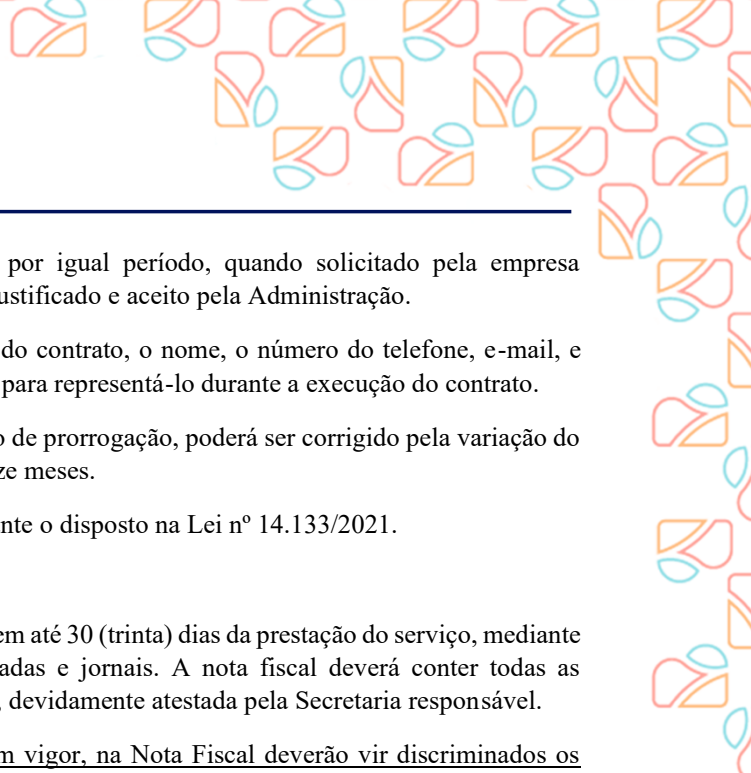 por igual período, quando solicitado pela empresa
ustificado e aceito pela Administração.
do contrato, o nome, o número do telefone, e-mail, e
para representá-lo durante a execução do contrato.
o de prorrogação, poderá ser corrigido pela variação do
ze meses.
nte o disposto na Lei nº 14.133/2021.
em até 30 (trinta) dias da prestação do serviço, mediante
adas e jornais. A nota fiscal deverá conter todas as
, devidamente atestada pela Secretaria responsável.
m vigor, na Nota Fiscal deverão vir discriminados os